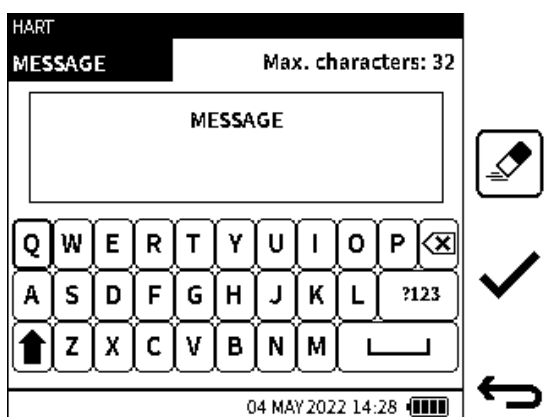 HART
MESSAGE Max. characters: 32
MESSAGE
Q W E R T Y U I O P
A S D F G H J K L ?123
Z X C V B N M
04 MAY 2022 14:28